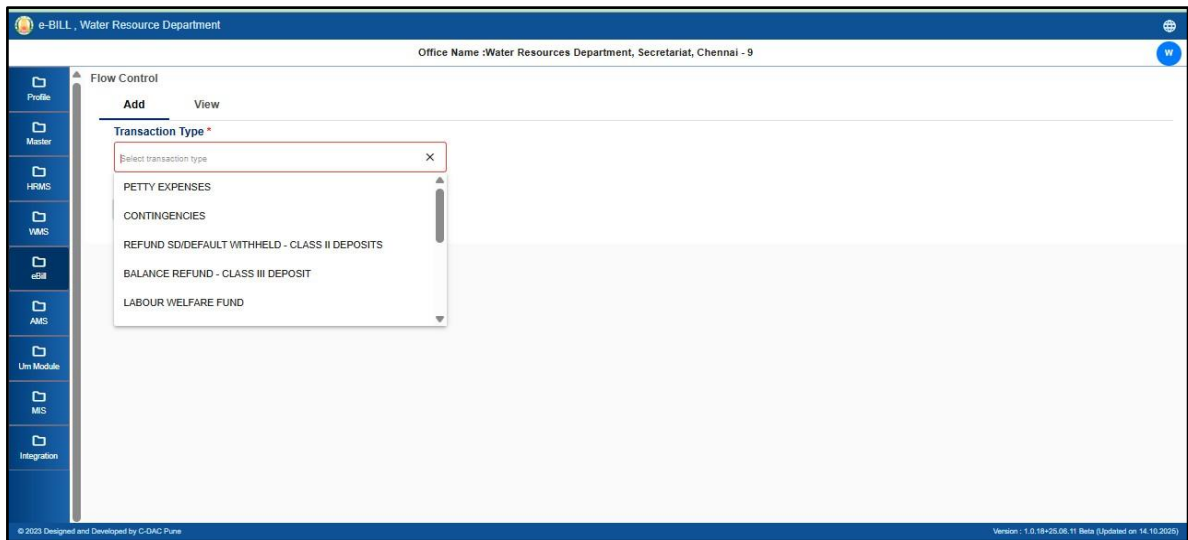 e-BILL , Water Resource Department
Office Name :Water Resources Department, Secretariat, Chennai - 9
W
Profile
Master
HRMS
WMS
eBill
AMS
Um Module
MIS
Integration
Flow Control
Add View
Transaction Type *
Select transaction type
PETTY EXPENSES
CONTINGENCIES
REFUND SD/DEFAULT WITHHELD - CLASS II DEPOSITS
BALANCE REFUND - CLASS III DEPOSIT
LABOUR WELFARE FUND
© 2023 Designed and Developed by C-DAC Pune Version : 1.0.18+25.06.11 Beta (Updated on 14.10.2025)